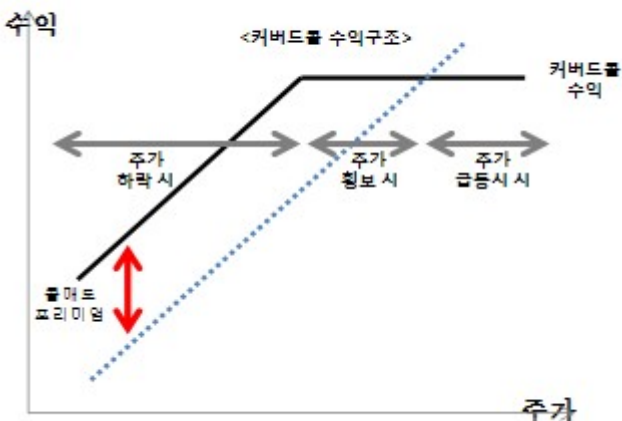 수익
<커버드콜 수익구조>
커버드콜
수익
주가
하락 시
주가
횡보 시
주가
급등시 시
콜매도
프리미엄
주가